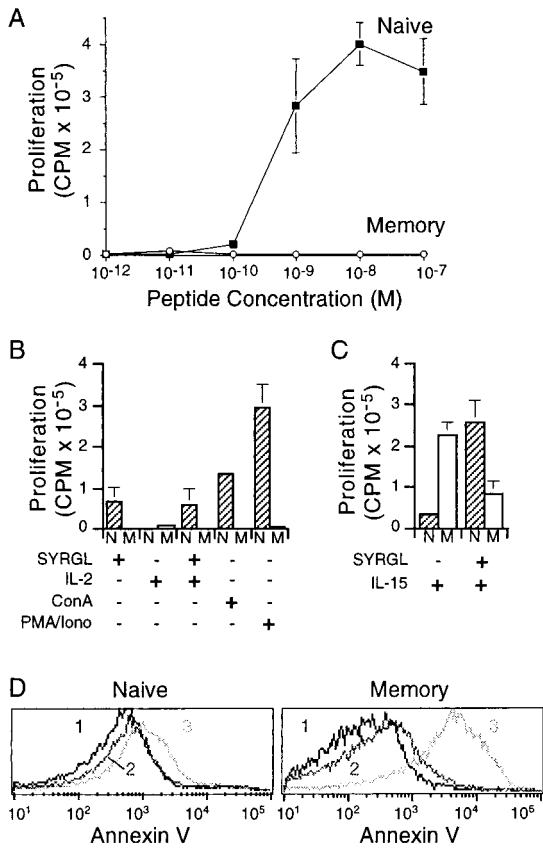 A
Naive
Memory
Proliferation
(CPM x 10-5)
4
3
2
1
0
10-12 10-11 10-10 10-9 10-8 10-7
Peptide Concentration (M)
B
Proliferation
(CPM x 10-5)
4
3
2
1
0
N M N M N M N M N M
SYRGL + - + - -
IL-2 - + + - -
ConA - - - + -
PMA/Iono - - - - +
C
Proliferation
(CPM x 10-5)
4
3
2
1
0
N M N M
SYRGL - +
IL-15 + +
D
Naive
1
2
3
101 102 103 104 105
Annexin V
Memory
1
2
3
101 102 103 104 105
Annexin V